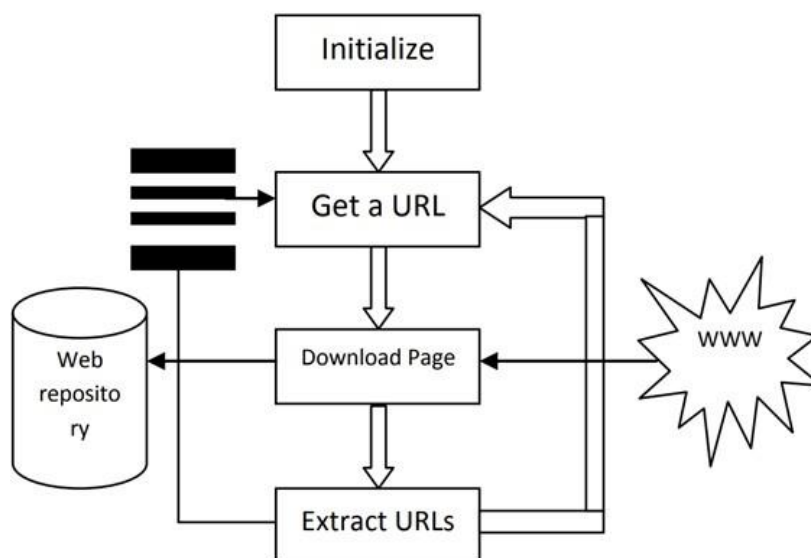 Initialize
Get a URL
Download Page
WWW
Web
reposito
ry
Extract URLs